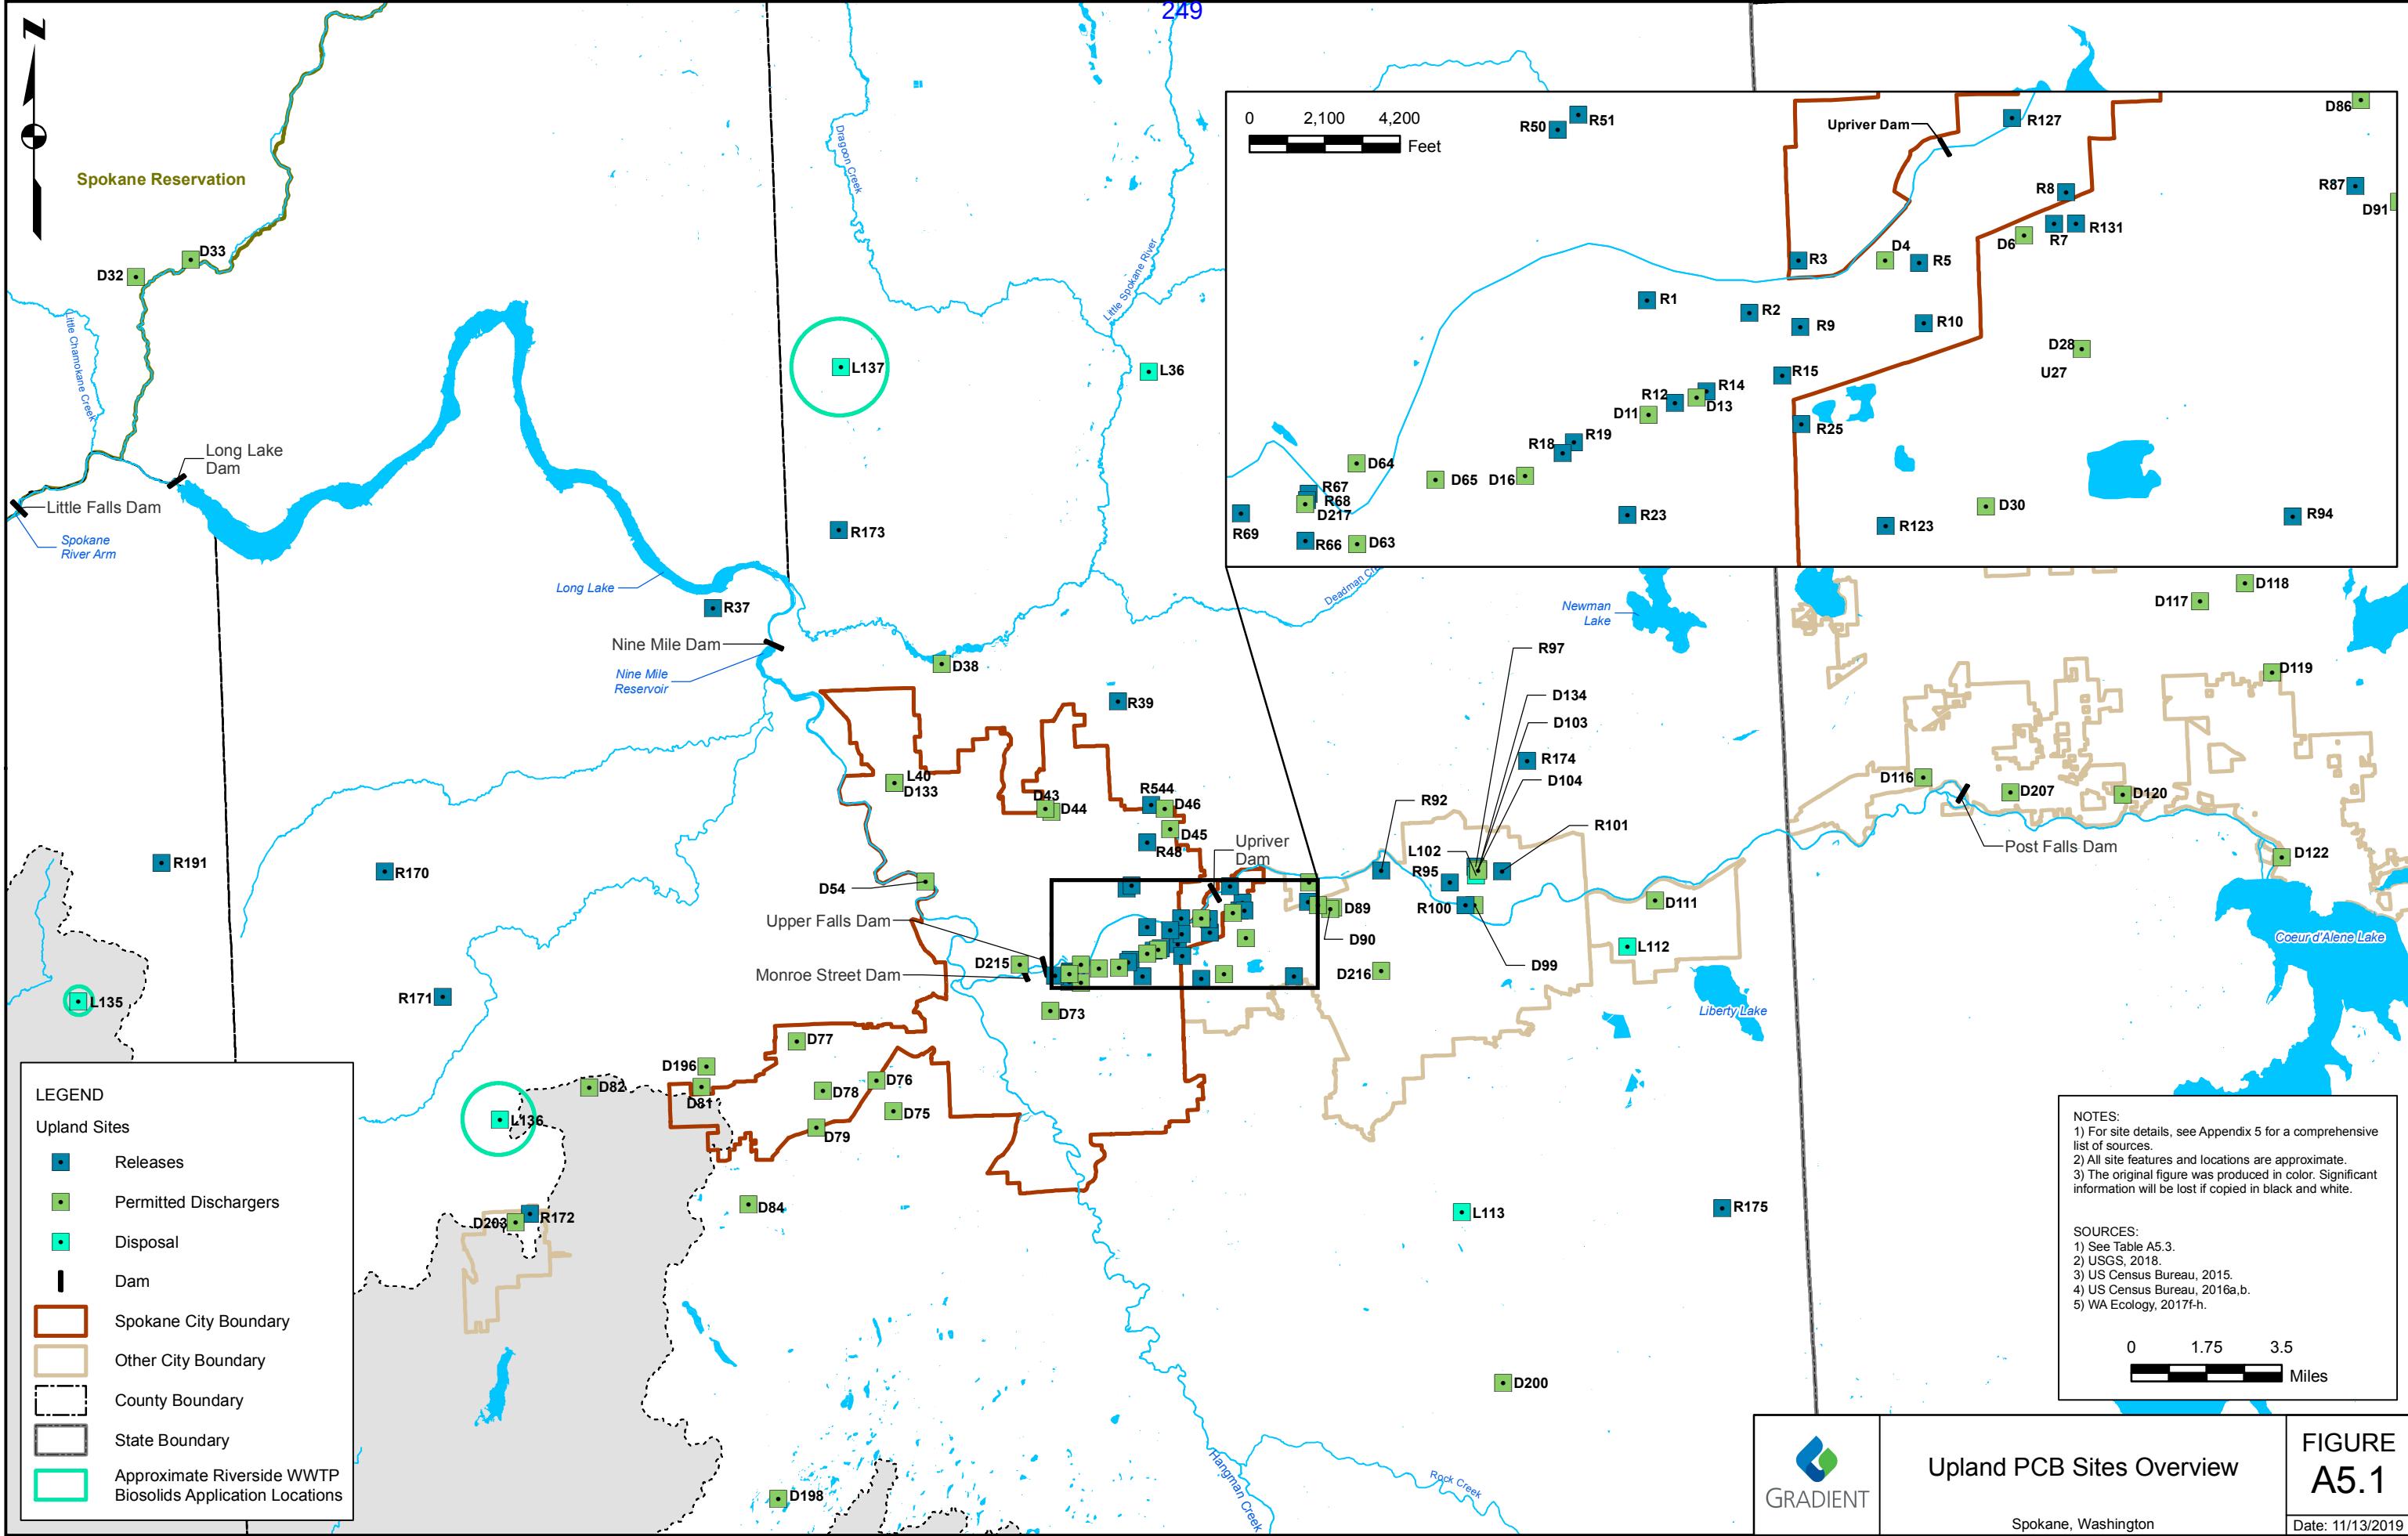 249
N
Spokane Reservation
D33
D32
Little Chamokane Creek
Long Lake
Dam
Little Falls Dam
Spokane
River Arm
Long Lake
Dragoon Creek
Little Spokane River
L137
L36
R173
R37
Nine Mile Dam
Nine Mile
Reservoir
D38
R39
Deadman
0 2,100 4,200
Feet
R50
R51
Upriver Dam
R127
D86
R8
R87
D91
R7
R131
D6
D4
R5
R3
R1
R2
R9
R10
D28
U27
R15
R14
R12
D13
D11
R25
R19
R18
D64
D65
D16
R67
R68
D217
R69
R66
D63
R23
D30
R123
R94
Newman
Lake
D118
D117
D119
R97
D134
D103
R174
D104
R92
R101
L102
R95
R100
D99
D89
D90
D216
D111
L112
Liberty Lake
D116
D207
D120
Post Falls Dam
D122
Coeur d'Alene Lake
L40
D133
D43
D44
R544
D46
D45
R48
Upriver
Dam
D54
Upper Falls Dam
D215
Monroe Street Dam
D73
R191
R170
R171
L135
D77
D196
D82
D81
D78
D76
D75
D79
L136
D84
D203
R172
L113
R175
D200
D198
Hangman Creek
Rock Creek
LEGEND
Upland Sites
Releases
Permitted Dischargers
Disposal
Dam
Spokane City Boundary
Other City Boundary
County Boundary
State Boundary
Approximate Riverside WWTP
Biosolids Application Locations
NOTES:
1) For site details, see Appendix 5 for a comprehensive
list of sources.
2) All site features and locations are approximate.
3) The original figure was produced in color. Significant
information will be lost if copied in black and white.
SOURCES:
1) See Table A5.3.
2) USGS, 2018.
3) US Census Bureau, 2015.
4) US Census Bureau, 2016a,b.
5) WA Ecology, 2017f-h.
0 1.75 3.5
Miles
GRADIENT
Upland PCB Sites Overview
Spokane, Washington
FIGURE
A5.1
Date: 11/13/2019